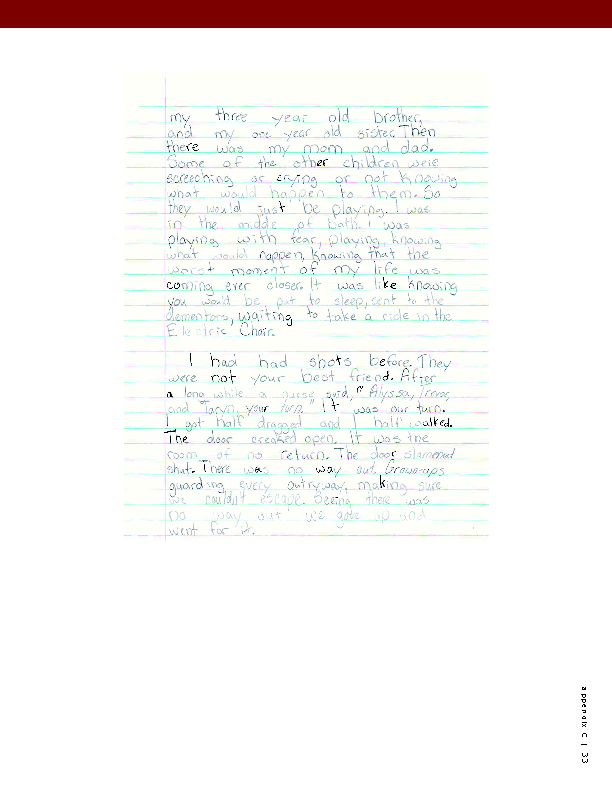 my three year old brother,
and my one year old sister. Then
there was my mom and dad.
Some of the other children were
screeching or crying or not knowing
what would happen to them. So
they would just be playing. I was
in the middle of both. I was
playing with fear, playing, knowing
what would happen, knowing that the
worst moment of my life was
coming ever closer. It was like knowing
you would be put to sleep, sent to the
dementors, waiting to take a ride in the
Electric Chair.
I had had shots before. They
were not your best friend. After
a long while a nurse said, "Alyssa, Trevor,
and Taryn, your turn." It was our turn.
I got half dragged and I half walked.
The door creaked open. It was the
room of no return. The door slammed
shut. There was no way out. Grown-ups
guarding every outryway, making sure
we couldn't escape. Seeing there was
no way out we gave up and
went for it.
appendix C | 33